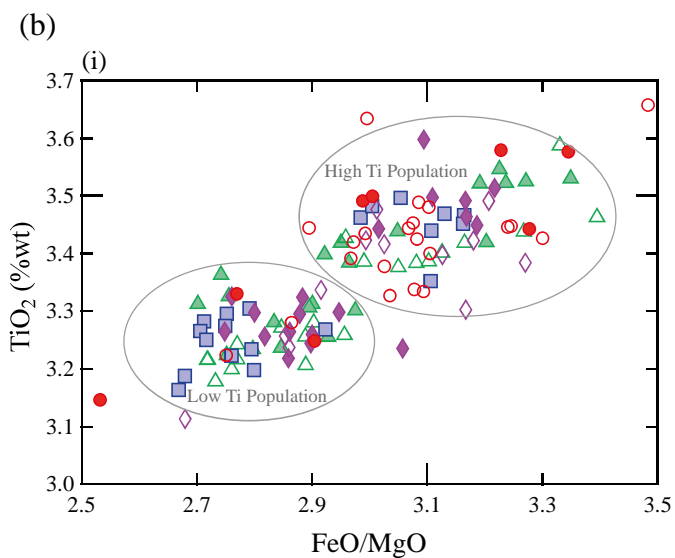 (b)
(i)
3.7
3.6
3.5
3.4
3.3
3.2
3.1
3.0
TiO₂ (%wt)
High Ti Population
Low Ti Population
2.5 2.7 2.9 3.1 3.3 3.5
FeO/MgO